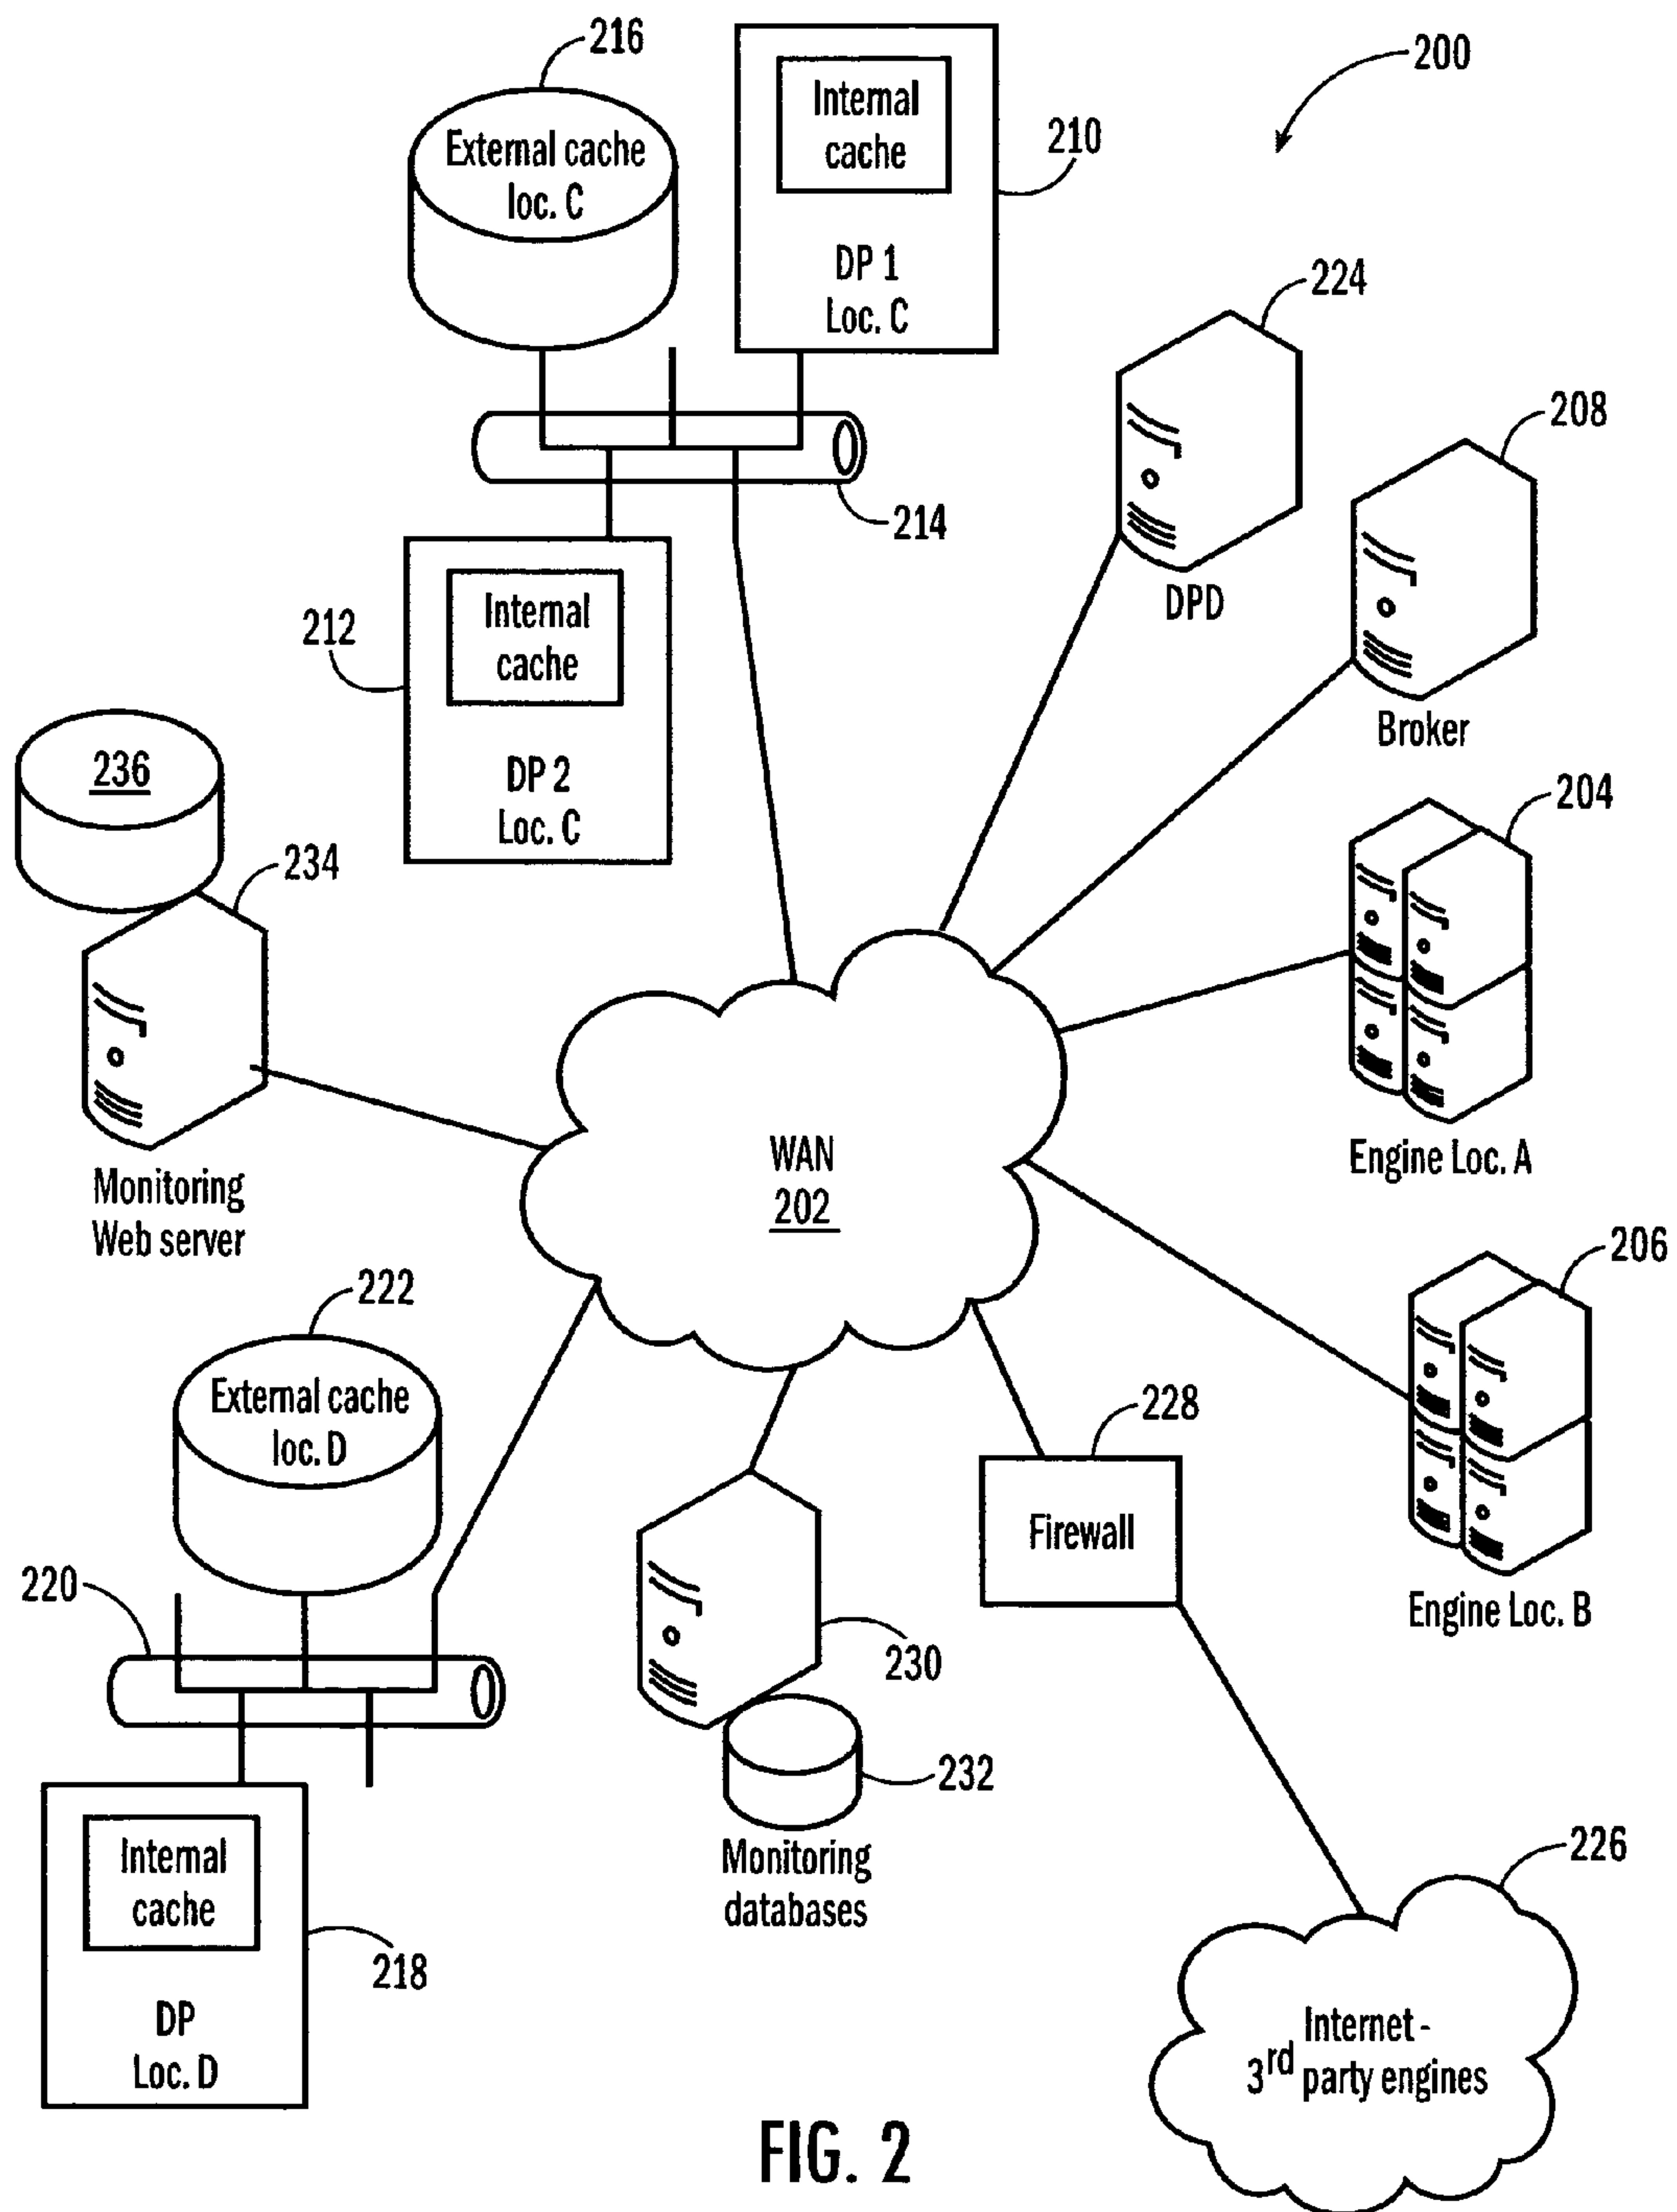 216
External cache
loc. C
Internal
cache
DP 1
Loc. C
210
200
224
DPD
208
Broker
214
212
Internal
cache
DP 2
Loc. C
204
Engine Loc. A
236
234
Monitoring
Web server
WAN
202
206
Engine Loc. B
222
External cache
loc. D
228
Firewall
220
230
232
Monitoring
databases
Internal
cache
DP
Loc. D
218
226
Internet -
3rd party engines
FIG. 2